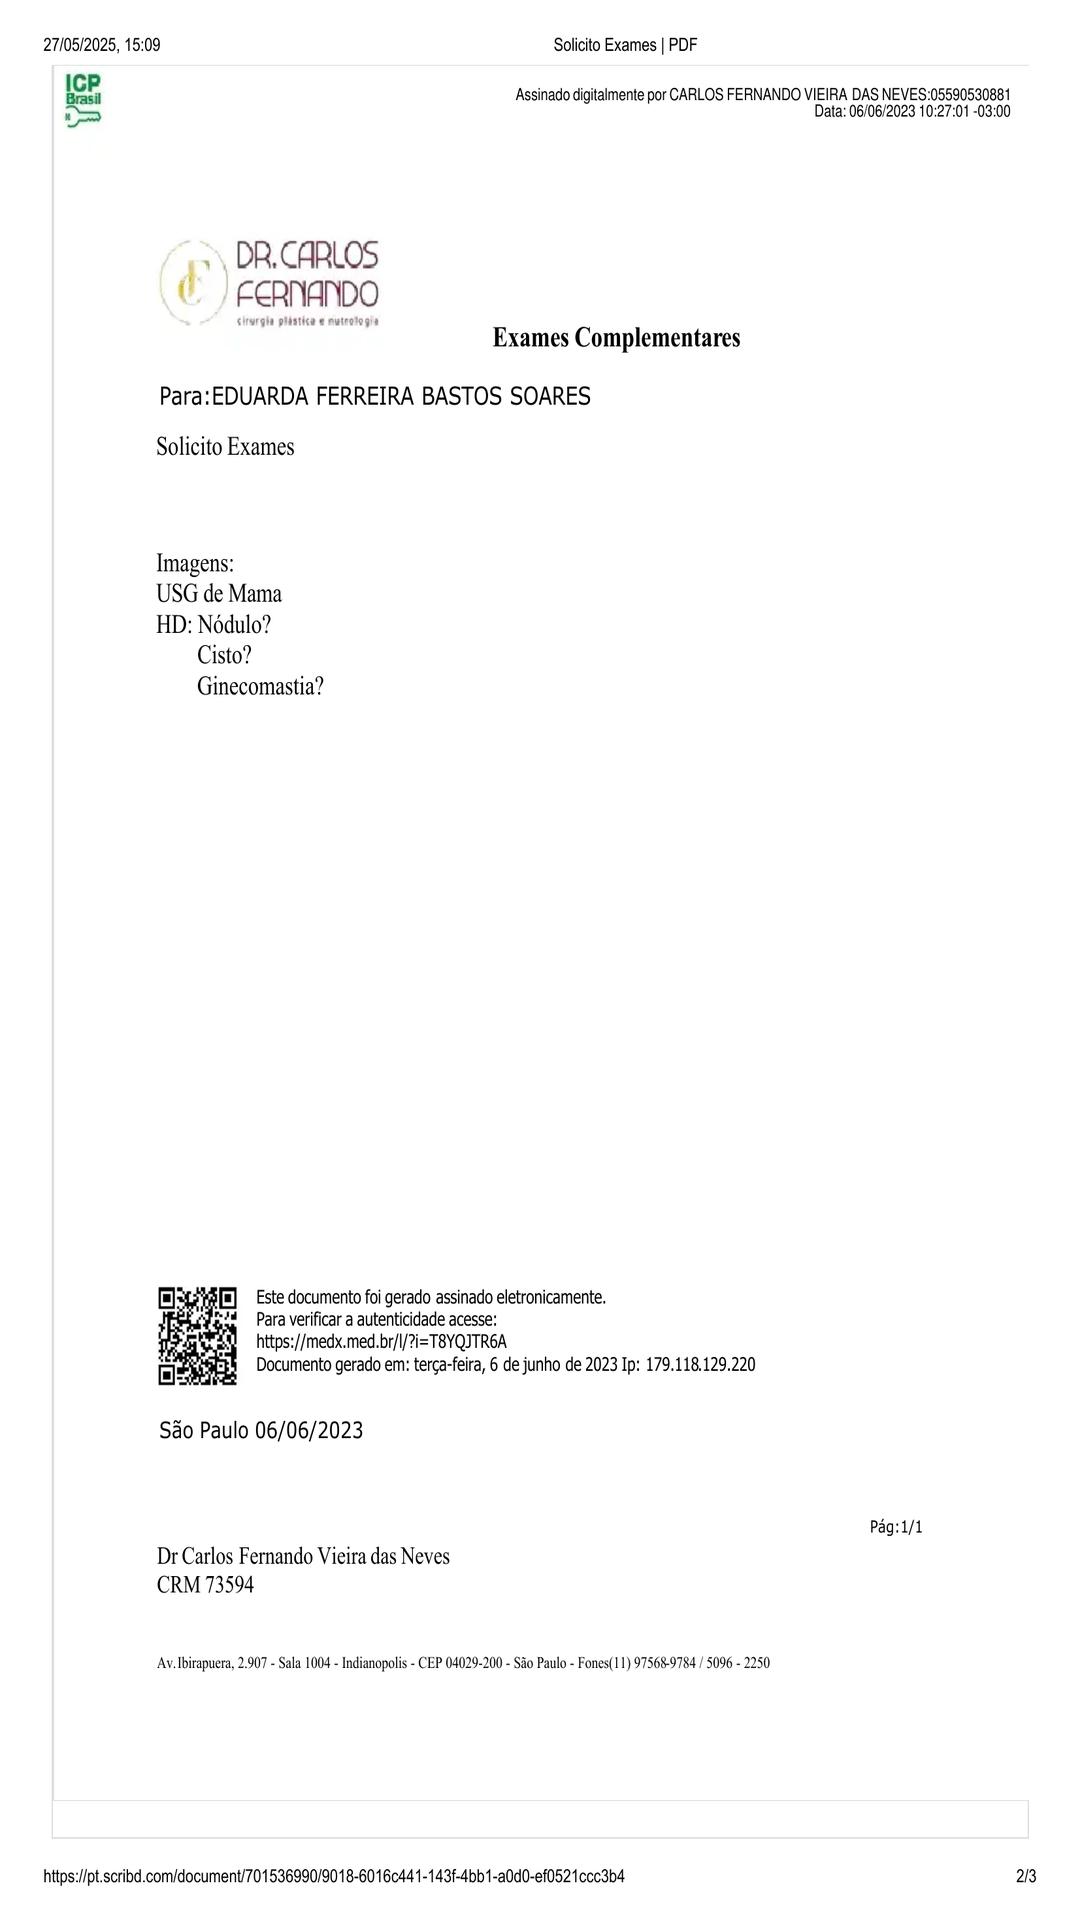 27/05/2025, 15:09
Solicito Exames | PDF
ICP
Brasil
Assinado digitalmente por CARLOS FERNANDO VIEIRA DAS NEVES:05590530881
Data: 06/06/2023 10:27:01 -03:00
DR. CARLOS
FERNANDO
cirurgia plástica e nutrologia
Exames Complementares
Para:EDUARDA FERREIRA BASTOS SOARES
Solicito Exames
Imagens:
USG de Mama
HD: Nódulo?
Cisto?
Ginecomastia?
Este documento foi gerado assinado eletronicamente.
Para verificar a autenticidade acesse:
https://medx.med.br/l/?i=T8YQJTR6A
Documento gerado em: terça-feira, 6 de junho de 2023 Ip: 179.118.129.220
São Paulo 06/06/2023
Pág:1/1
Dr Carlos Fernando Vieira das Neves
CRM 73594
Av. Ibirapuera, 2.907 - Sala 1004 - Indianopolis - CEP 04029-200 - São Paulo - Fones(11) 97568-9784 / 5096 - 2250
https://pt.scribd.com/document/701536990/9018-6016c441-143f-4bb1-a0d0-ef0521ccc3b4
2/3